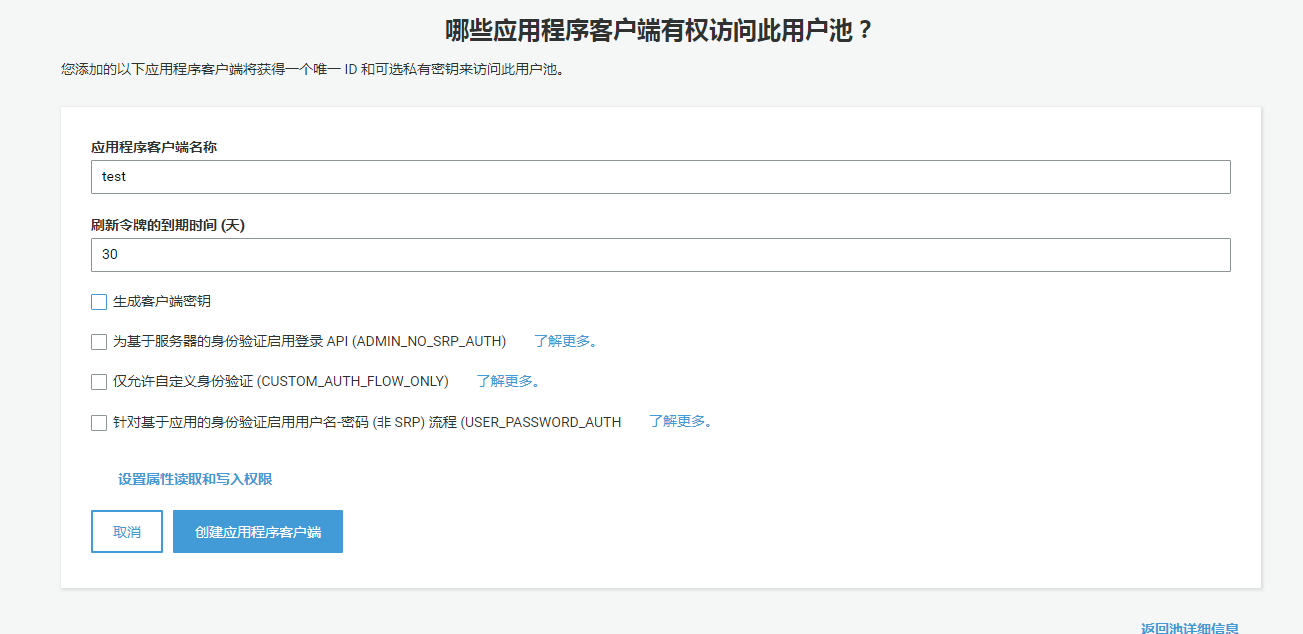 哪些应用程序客户端有权访问此用户池？
您添加的以下应用程序客户端将获得一个唯一 ID 和可选私有密钥来访问此用户池。
应用程序客户端名称
test
刷新令牌的到期时间 (天)
30
生成客户端密钥
为基于服务器的身份验证启用登录 API (ADMIN_NO_SRP_AUTH) 了解更多。
仅允许自定义身份验证 (CUSTOM_AUTH_FLOW_ONLY) 了解更多。
针对基于应用的身份验证启用用户名-密码 (非 SRP) 流程 (USER_PASSWORD_AUTH 了解更多。
设置属性读取和写入权限
取消 创建应用程序客户端
返回池详细信息